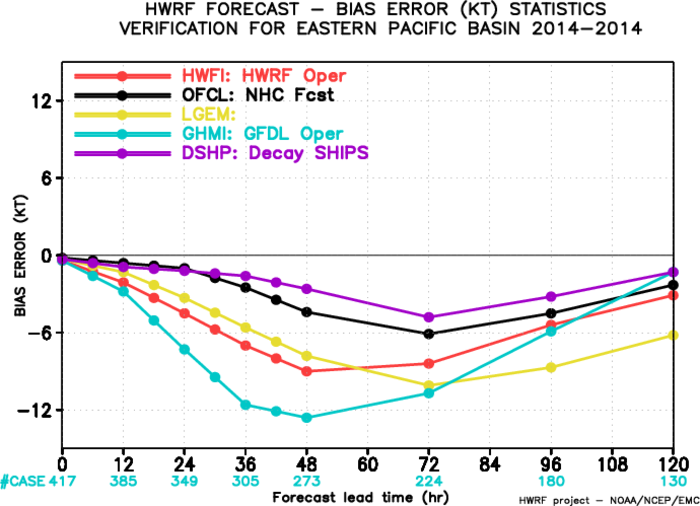 HWRF FORECAST – BIAS ERROR (KT) STATISTICS
VERIFICATION FOR EASTERN PACIFIC BASIN 2014–2014
HWFI: HWRF Oper
OFCL: NHC Fcst
LGEM:
GHMI: GFDL Oper
DSHP: Decay SHIPS
BIAS ERROR (KT)
12
6
0
−6
−12
0 12 24 36 48 60 72 84 96 108 120
#CASE 417 385 349 305 273 224 180 130
Forecast lead time (hr)
HWRF project – NOAA/NCEP/EMC